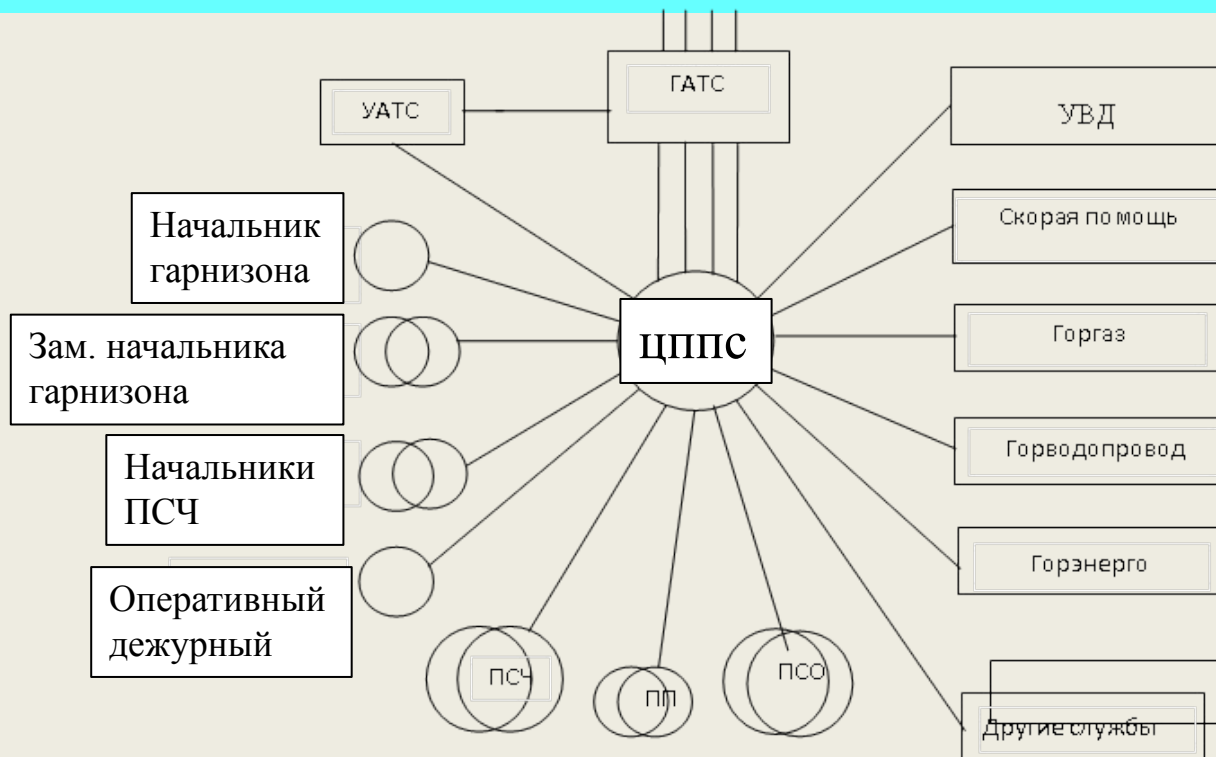 ГАТС
УАТС
УВД
Начальник
гарнизона
Скорая помощь
Зам. начальника
гарнизона
цппс
Горгаз
Начальники
ПСЧ
Горводопровод
Оперативный
дежурный
Горэнерго
ПСЧ
ПП
ПСО
Другие службы